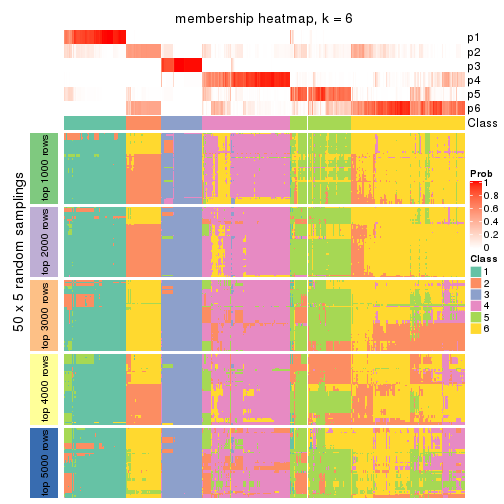 membership heatmap, k = 6
p1
p2
p3
p4
p5
p6
Class
50 x 5 random samplings
top 1000 rows
top 2000 rows
top 3000 rows
top 4000 rows
top 5000 rows
Prob
1
0.8
0.6
0.4
0.2
0
Class
1
2
3
4
5
6